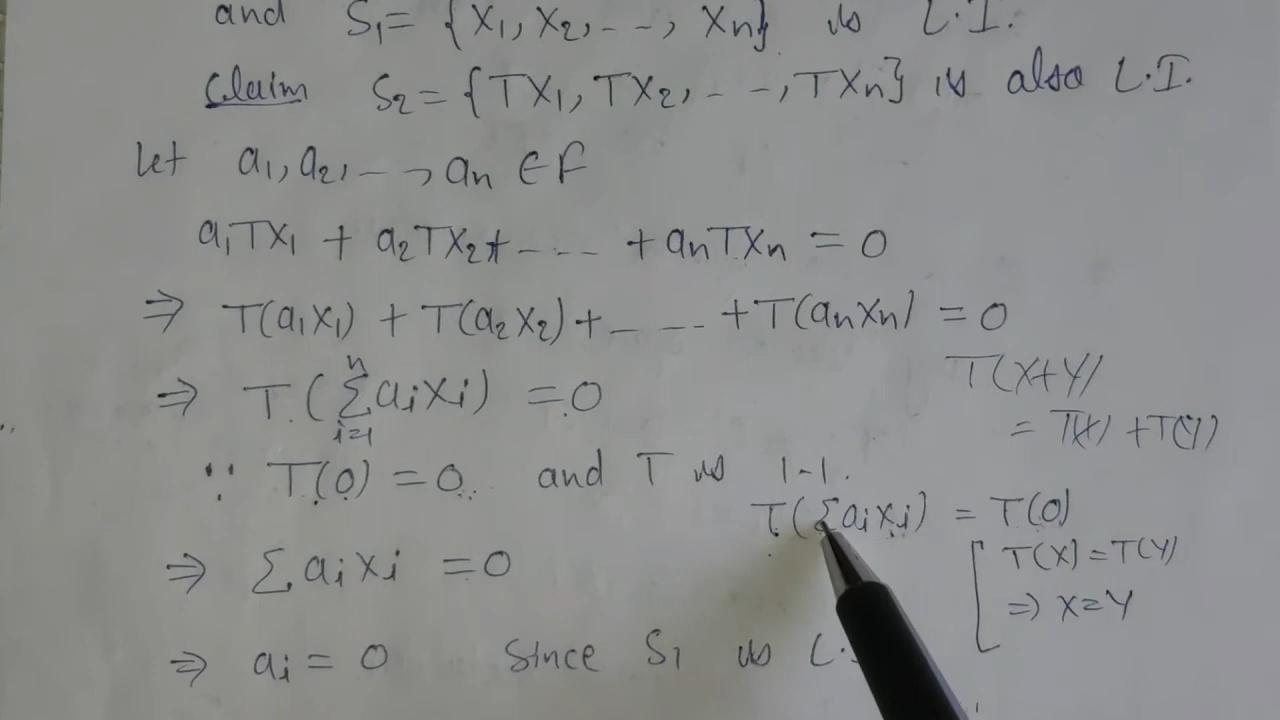 and S₁ = {x₁, x₂, - - -, xₙ} is L.I.
Claim S₂ = {Tx₁, Tx₂, - - -, Txₙ} is also L.I.
Let a₁, a₂, - - -, aₙ ∈ F
a₁Tx₁ + a₂Tx₂ + - - - - - + aₙTxₙ = 0
⇒ T(a₁x₁) + T(a₂x₂) + - - - - + T(aₙxₙ) = 0
⇒ T(∑ᵢ₌₁ⁿ aᵢxᵢ) = 0
T(x+y)
= T(x) + T(y)
∵ T(0) = 0 and T is 1-1.
T(∑aᵢxᵢ) = T(0)
[ T(x) = T(y)
⇒ x=y
⇒ ∑aᵢxᵢ = 0
⇒ aᵢ = 0 Since S₁ is